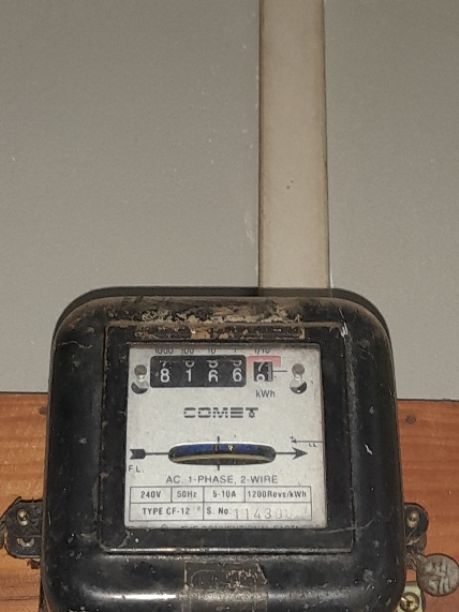 1000 100 10 1 1/10
8 1 6 6
kWh
COMET
F.L. LL
AC, 1-PHASE, 2-WIRE
240V 50Hz 5-10A 1200Revs/kWh
TYPE CF-12 S. No.